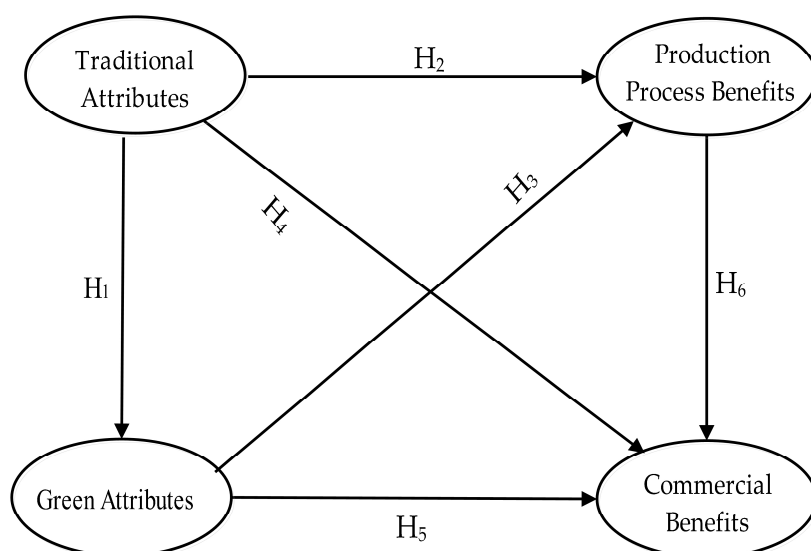 Traditional
Attributes
H₂
Production
Process Benefits
H₃
H₄
H1
H₆
Green Attributes
H₅
Commercial
Benefits